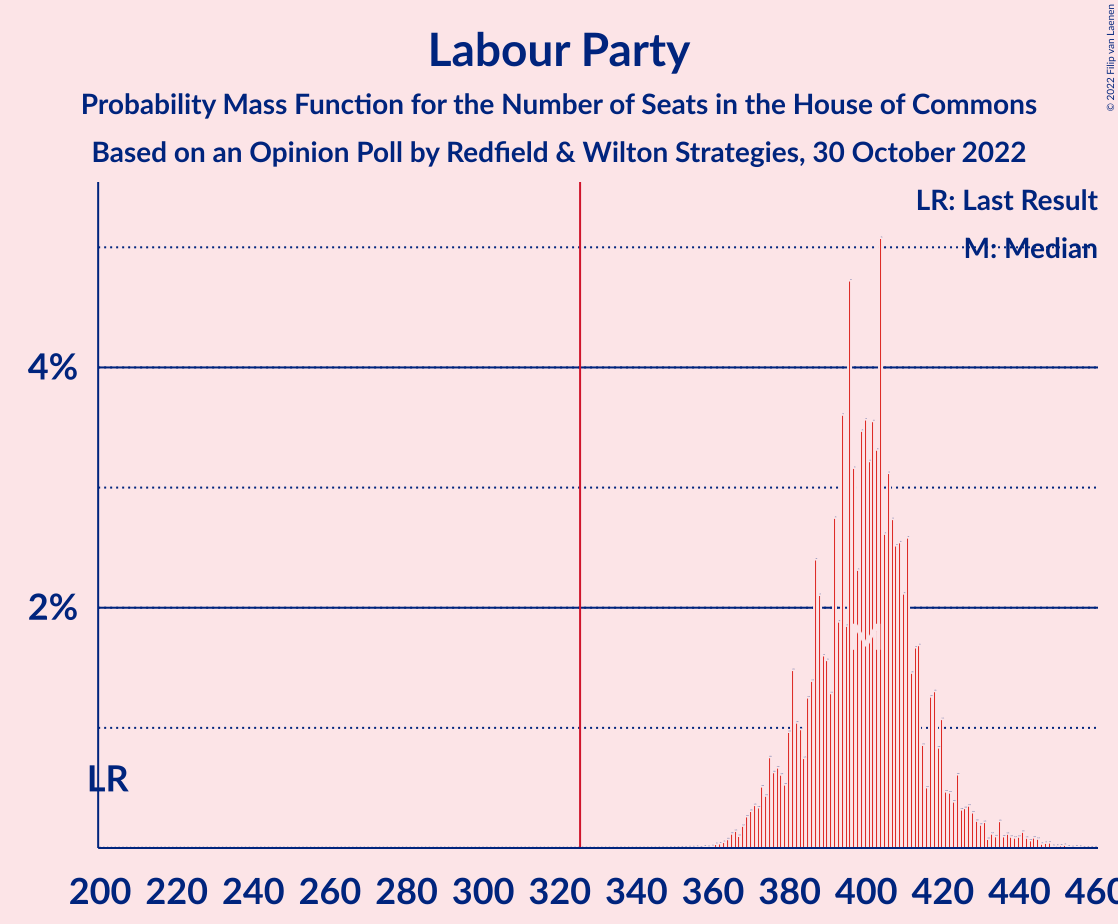 Labour Party
Probability Mass Function for the Number of Seats in the House of Commons
Based on an Opinion Poll by Redfield & Wilton Strategies, 30 October 2022
© 2022 Filip van Laenen
LR: Last Result
M: Median
4%
2%
LR
200 220 240 260 280 300 320 340 360 380 400 420 440 460